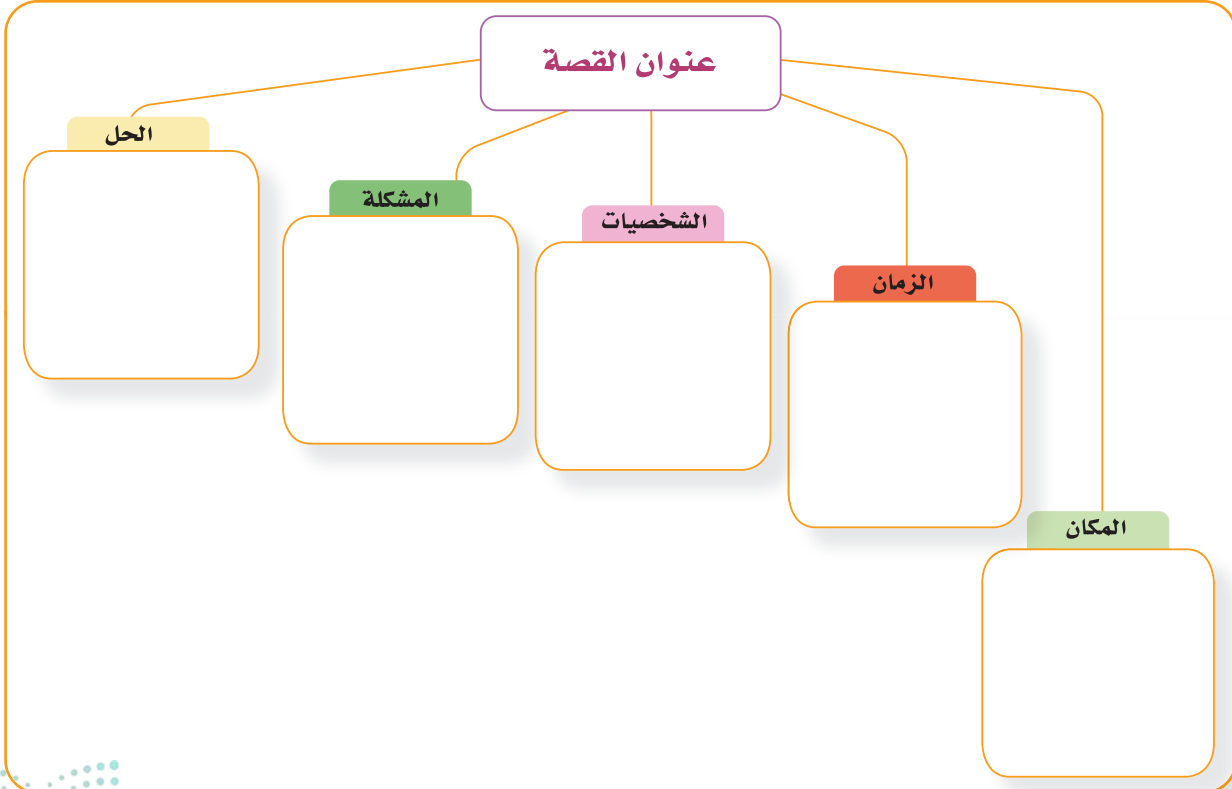 عنوان القصة
المكان
الزمان
الشخصيات
المشكلة
الحل